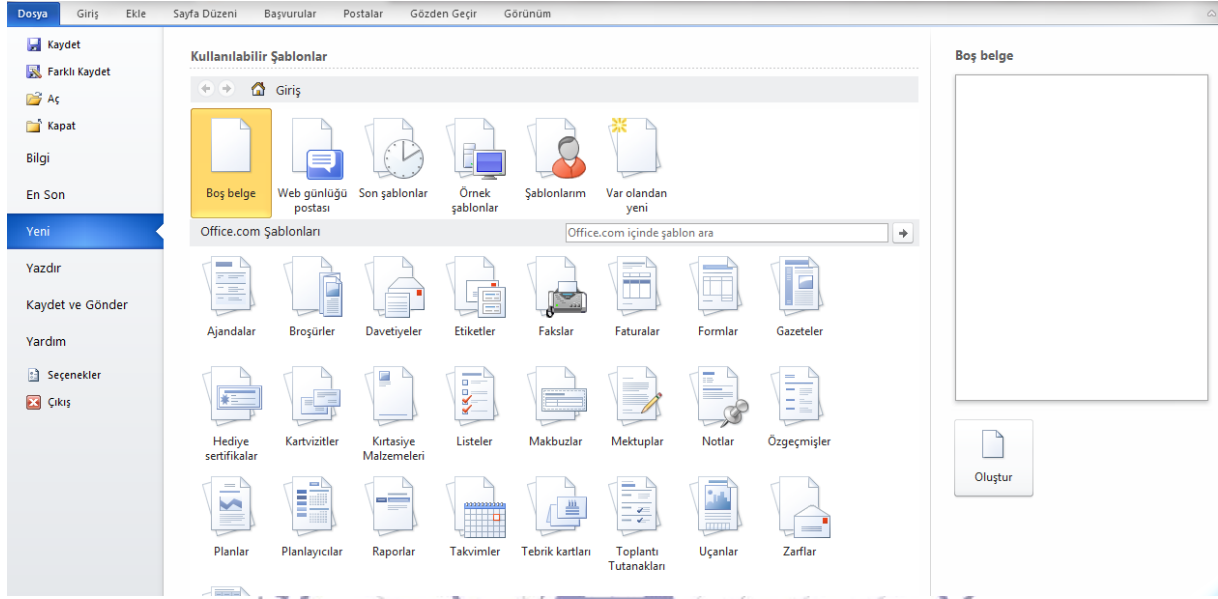 Dosya Giriş Ekle Sayfa Düzeni Başvurular Postalar Gözden Geçir Görünüm
Kaydet
Farklı Kaydet
Aç
Kapat
Bilgi
En Son
Yeni
Yazdır
Kaydet ve Gönder
Yardım
Seçenekler
Çıkış
Kullanılabilir Şablonlar
Giriş
Boş belge Web günlüğü Son şablonlar Örnek Şablonlarım Var olandan
postası şablonlar yeni
Office.com Şablonları Office.com içinde şablon ara
Ajandalar Broşürler Davetiyeler Etiketler Fakslar Faturalar Formlar Gazeteler
Hediye Kartvizitler Kırtasiye Listeler Makbuzlar Mektuplar Notlar Özgeçmişler
sertifikalar Malzemeleri
Planlar Planlayıcılar Raporlar Takvimler Tebrik kartları Toplantı Uçanlar Zarflar
Tutanakları
Boş belge
Oluştur